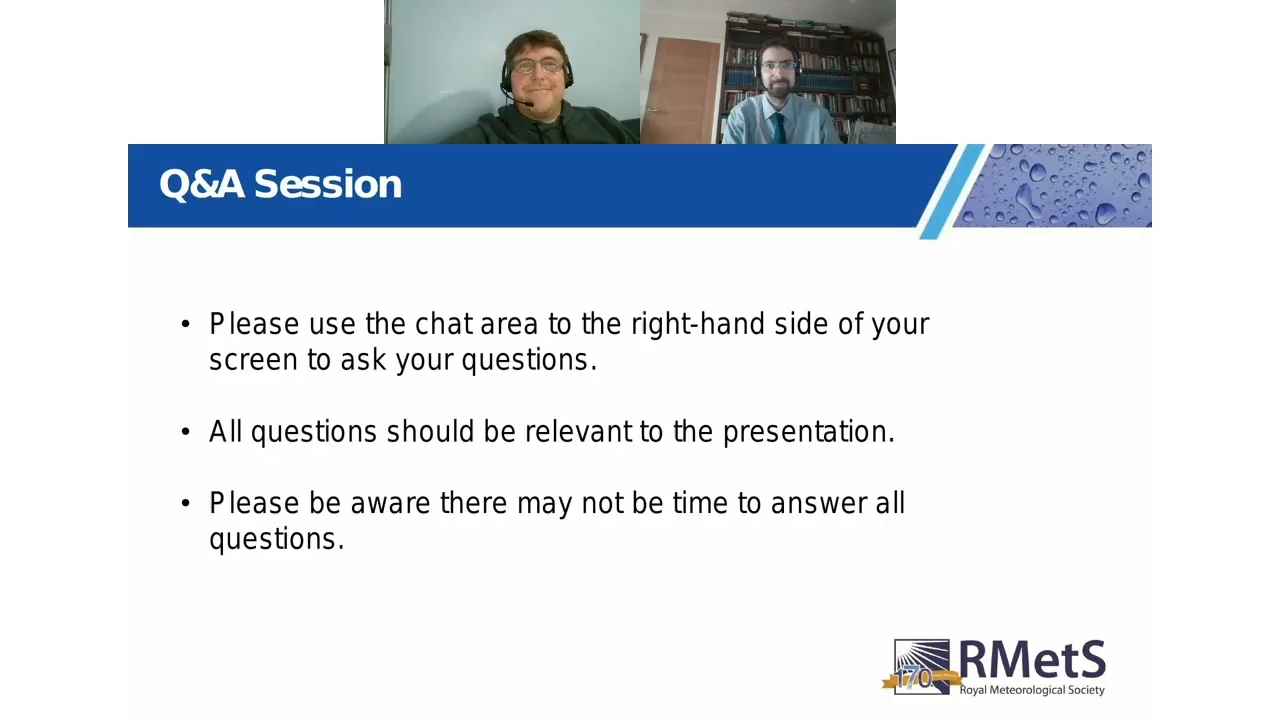 Q&A Session
• Please use the chat area to the right-hand side of your
screen to ask your questions.
• All questions should be relevant to the presentation.
• Please be aware there may not be time to answer all
questions.
170
RMetS
Royal Meteorological Society